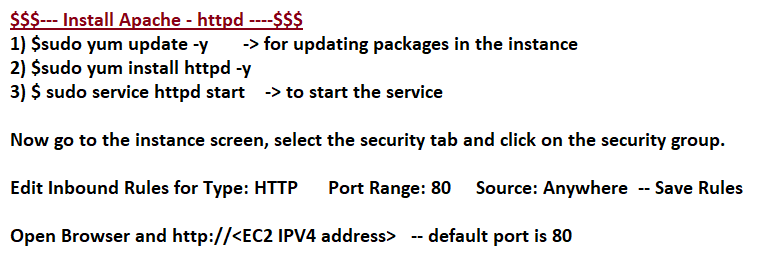 $$$--- Install Apache - httpd ----$$$
1) $sudo yum update -y -> for updating packages in the instance
2) $sudo yum install httpd -y
3) $ sudo service httpd start -> to start the service
Now go to the instance screen, select the security tab and click on the security group.
Edit Inbound Rules for Type: HTTP Port Range: 80 Source: Anywhere -- Save Rules
Open Browser and http://<EC2 IPV4 address> -- default port is 80